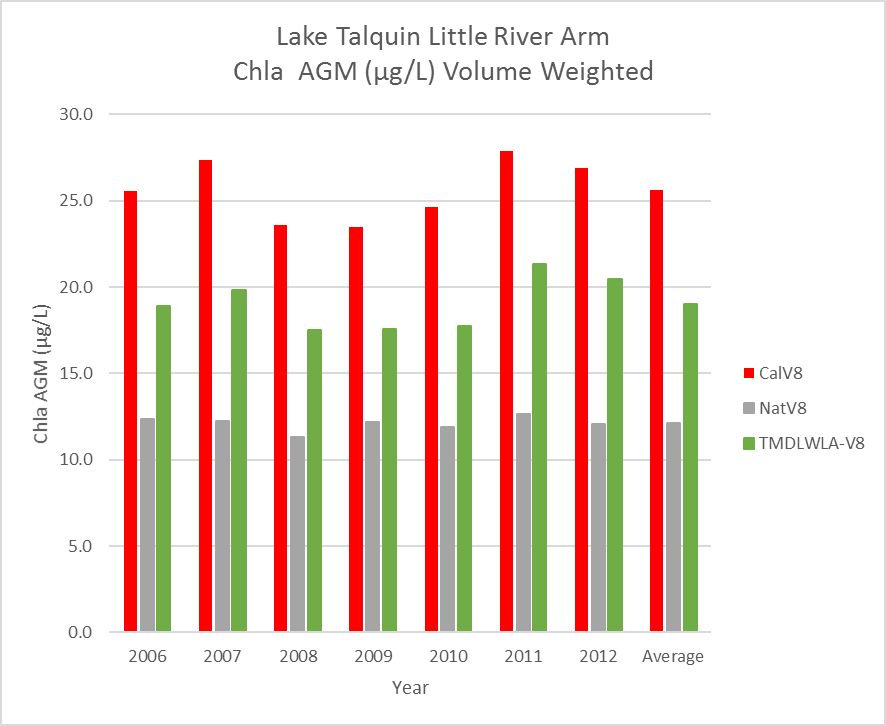 Lake Talquin Little River Arm
Chla AGM (µg/L) Volume Weighted
30.0
25.0
20.0
15.0
10.0
5.0
0.0
Chla AGM (µg/L)
2006 2007 2008 2009 2010 2011 2012 Average
Year
CalV8
NatV8
TMDLWLA-V8